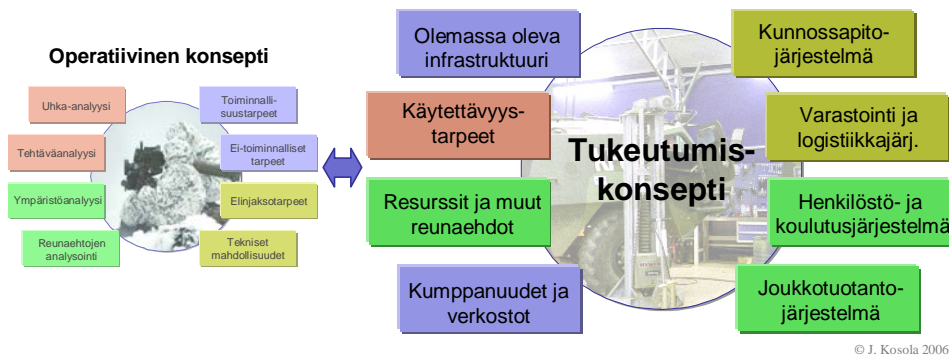 Operatiivinen konsepti
Uhka-analyysi
Tehtäväanalyysi
Ympäristöanalyysi
Reunaehtojen
analysointi
Toiminnalli-
suustarpeet
Ei-toiminnalliset
tarpeet
Elinjaksotarpeet
Tekniset
mahdollisuudet
Olemassa oleva
infrastruktuuri
Käytettävyys-
tarpeet
Resurssit ja muut
reunaehdot
Kumppanuudet ja
verkostot
Tukeutumis-
konsepti
Kunnossapito-
järjestelmä
Varastointi ja
logistiikkajärj.
Henkilöstö- ja
koulutusjärjestelmä
Joukkotuotanto-
järjestelmä
© J. Kosola 2006